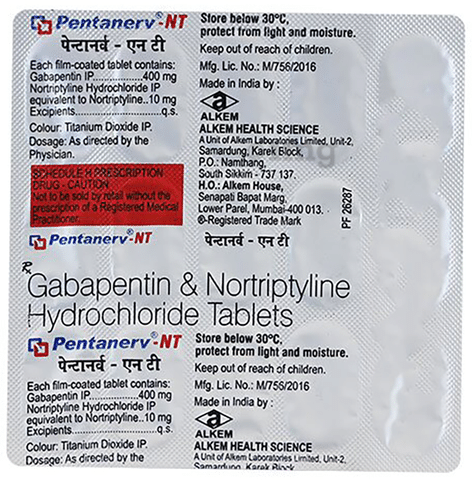 Pentanerv®-NT
पेन्टानर्व - एन टी
Each film-coated tablet contains:
Gabapentin IP....................400 mg
Nortriptyline Hydrochloride IP
equivalent to Nortriptyline..10 mg
Excipients..........................q.s.
Colour: Titanium Dioxide IP.
Dosage: As directed by the
Physician.
SCHEDULE H PRESCRIPTION
DRUG - CAUTION
Not to be sold by retail without the
prescription of a Registered Medical
Practitioner.
Pentanerv®-NT
Store below 30°C,
protect from light and moisture.
Keep out of reach of children.
Mfg. Lic. No.: M/756/2016
Made in India by :
ALKEM
ALKEM HEALTH SCIENCE
A Unit of Alkem Laboratories Limited, Unit-2,
Samardung, Karek Block,
P.O.: Namthang,
South Sikkim - 737 137.
H.O.: Alkem House,
Senapati Bapat Marg,
Lower Parel, Mumbai-400 013.
®-Registered Trade Mark
पेन्टानर्व - एन टी
PF 26287
Rx
Gabapentin & Nortriptyline
Hydrochloride Tablets
Pentanerv®-NT
पेन्टानर्व - एन टी
Each film-coated tablet contains:
Gabapentin IP....................400 mg
Nortriptyline Hydrochloride IP
equivalent to Nortriptyline..10 mg
Excipients..........................q.s.
Colour: Titanium Dioxide IP.
Dosage: As directed by the
Store below 30°C,
protect from light and moisture.
Keep out of reach of children.
Mfg. Lic. No.: M/756/2016
Made in India by :
ALKEM
ALKEM HEALTH SCIENCE
A Unit of Alkem Laboratories Limited, Unit-2,
Samardung, Karek Block,